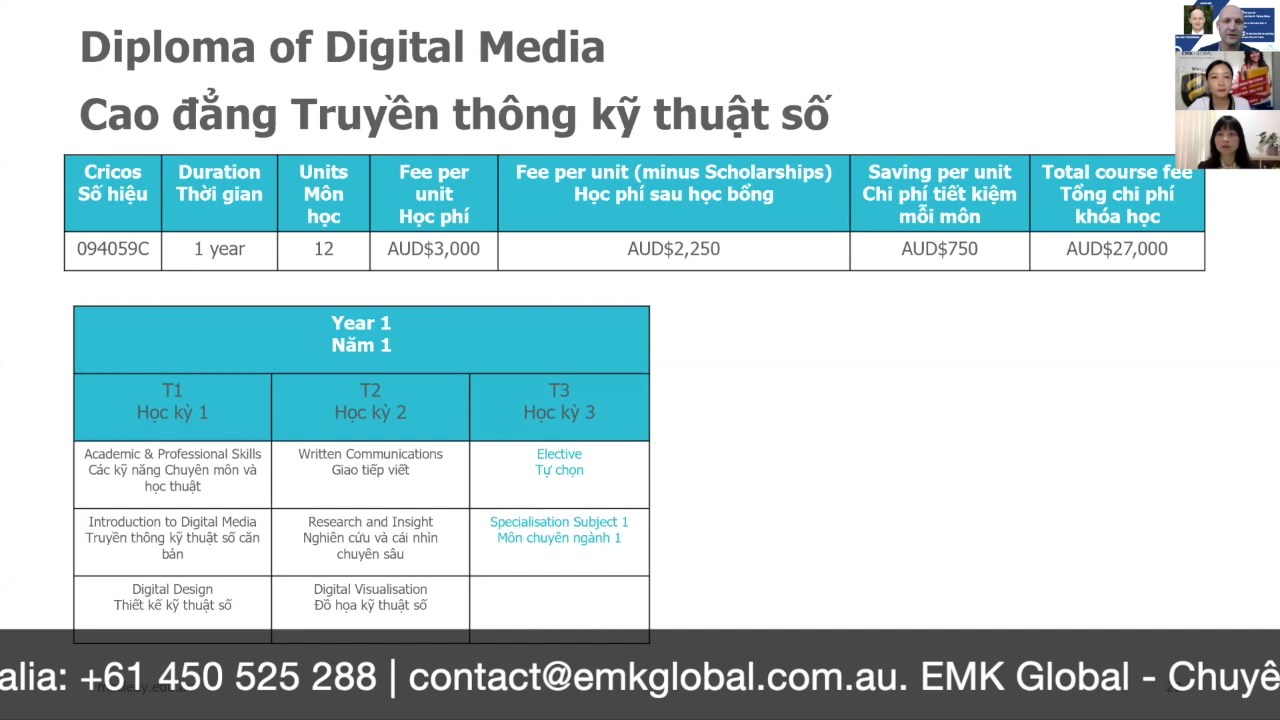 Diploma of Digital Media
Cao đẳng Truyền thông kỹ thuật số
Cricos
Số hiệu
Duration
Thời gian
Units
Môn
học
Fee per
unit
Học phí
Fee per unit (minus Scholarships)
Học phí sau học bổng
Saving per unit
Chi phí tiết kiệm
mỗi môn
Total course fee
Tổng chi phí
khóa học
094059C
1 year
12
AUD$3,000
AUD$2,250
AUD$750
AUD$27,000
Year 1
Năm 1
T1
Học kỳ 1
T2
Học kỳ 2
T3
Học kỳ 3
Academic & Professional Skills
Các kỹ năng Chuyên môn và
học thuật
Written Communications
Giao tiếp viết
Elective
Tự chọn
Introduction to Digital Media
Truyền thông kỹ thuật số căn
bản
Research and Insight
Nghiên cứu và cái nhìn
chuyên sâu
Specialisation Subject 1
Môn chuyên ngành 1
Digital Design
Thiết kế kỹ thuật số
Digital Visualisation
Đồ họa kỹ thuật số
alia: +61 450 525 288 | contact@emkglobal.com.au. EMK Global - Chuyê